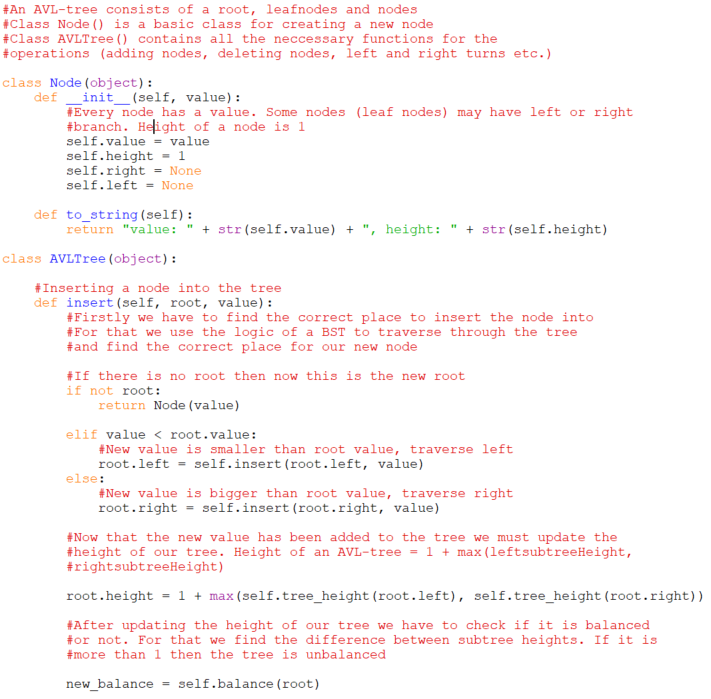 #An AVL-tree consists of a root, leafnodes and nodes
#Class Node() is a basic class for creating a new node
#Class AVLTree() contains all the neccessary functions for the
#operations (adding nodes, deleting nodes, left and right turns etc.)

class Node(object):
    def __init__(self, value):
        #Every node has a value. Some nodes (leaf nodes) may have left or right
        #branch. Height of a node is 1
        self.value = value
        self.height = 1
        self.right = None
        self.left = None

    def to_string(self):
        return "value: " + str(self.value) + ", height: " + str(self.height)

class AVLTree(object):

    #Inserting a node into the tree
    def insert(self, root, value):
        #Firstly we have to find the correct place to insert the node into
        #For that we use the logic of a BST to traverse through the tree
        #and find the correct place for our new node

        #If there is no root then now this is the new root
        if not root:
            return Node(value)

        elif value < root.value:
            #New value is smaller than root value, traverse left
            root.left = self.insert(root.left, value)
        else:
            #New value is bigger than root value, traverse right
            root.right = self.insert(root.right, value)

        #Now that the new value has been added to the tree we must update the
        #height of our tree. Height of an AVL-tree = 1 + max(leftsubtreeHeight,
        #rightsubtreeHeight)

        root.height = 1 + max(self.tree_height(root.left), self.tree_height(root.right))

        #After updating the height of our tree we have to check if it is balanced
        #or not. For that we find the difference between subtree heights. If it is
        #more than 1 then the tree is unbalanced

        new_balance = self.balance(root)